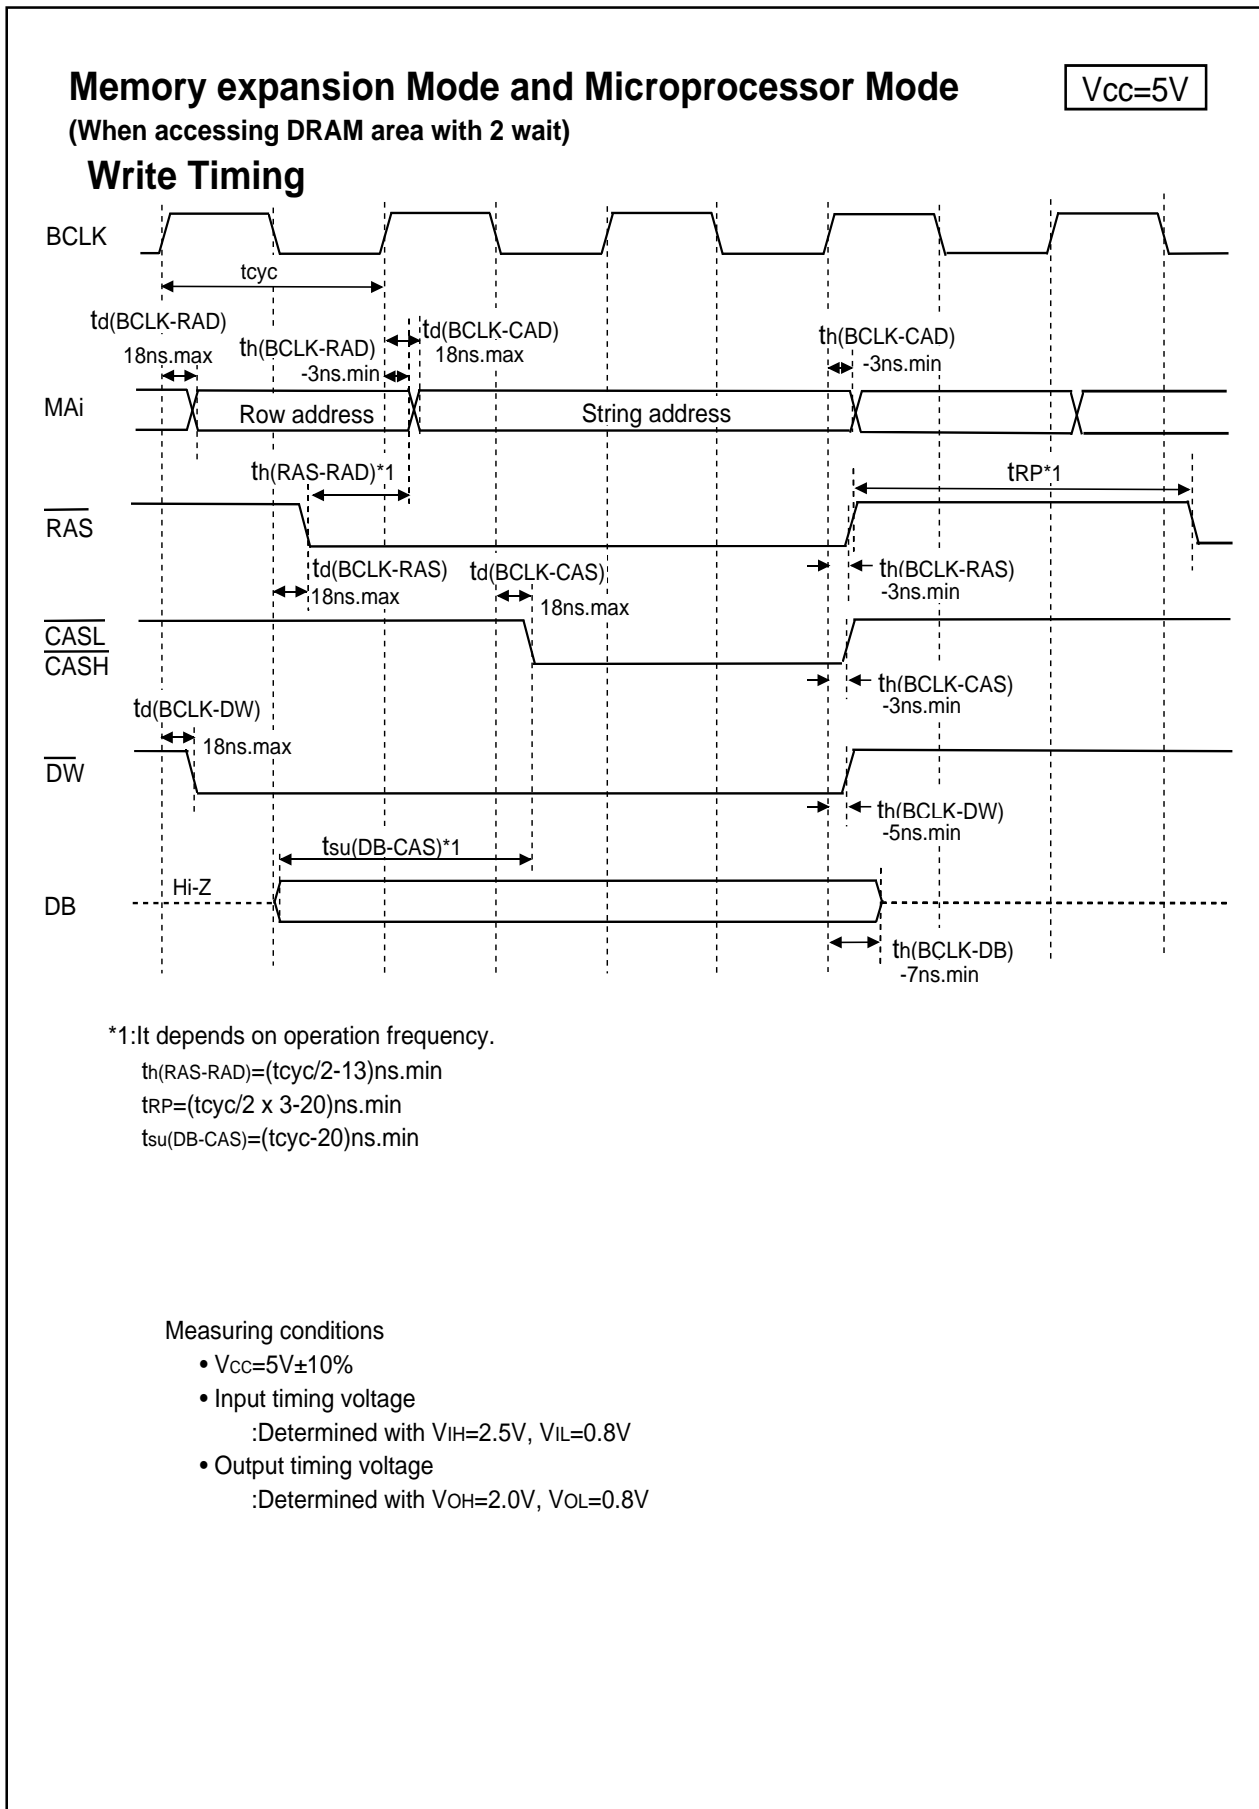 Memory expansion Mode and Microprocessor Mode
Vcc=5V
(When accessing DRAM area with 2 wait)
Write Timing
BCLK
tcyc
td(BCLK-RAD)
18ns.max
th(BCLK-RAD)
-3ns.min
td(BCLK-CAD)
18ns.max
th(BCLK-CAD)
-3ns.min
MAi
Row address
String address
th(RAS-RAD)*1
tRP*1
RAS
td(BCLK-RAS)
18ns.max
td(BCLK-CAS)
18ns.max
th(BCLK-RAS)
-3ns.min
CASL
CASH
th(BCLK-CAS)
-3ns.min
td(BCLK-DW)
18ns.max
DW
th(BCLK-DW)
-5ns.min
tsu(DB-CAS)*1
DB
Hi-Z
th(BCLK-DB)
-7ns.min
*1:It depends on operation frequency.
th(RAS-RAD)=(tcyc/2-13)ns.min
tRP=(tcyc/2 x 3-20)ns.min
tsu(DB-CAS)=(tcyc-20)ns.min
Measuring conditions
• VCC=5V±10%
• Input timing voltage
:Determined with VIH=2.5V, VIL=0.8V
• Output timing voltage
:Determined with VOH=2.0V, VOL=0.8V